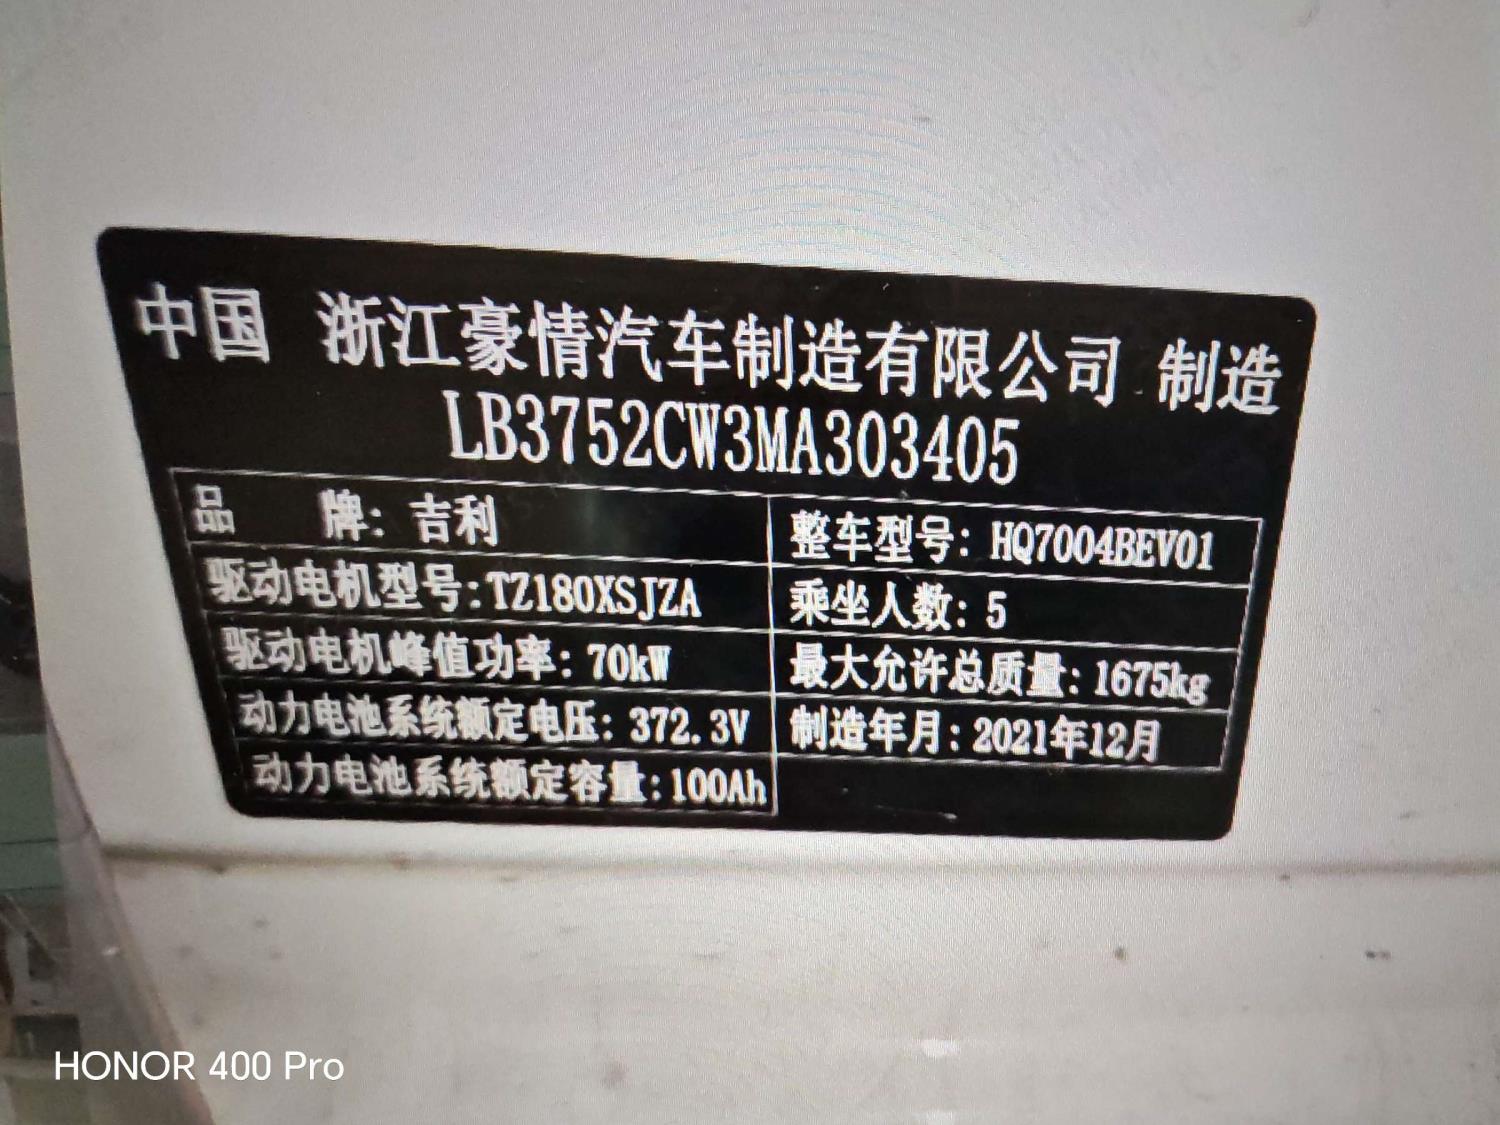 中国 浙江豪情汽车制造有限公司 制造
LB3752CW3MA303405
品 牌: 吉利
整车型号: HQ7004BEV01
驱动电机型号: TZ180XSJZA
乘坐人数: 5
驱动电机峰值功率: 70kW
最大允许总质量: 1675kg
动力电池系统额定电压: 372.3V
制造年月: 2021年12月
动力电池系统额定容量: 100Ah
HONOR 400 Pro